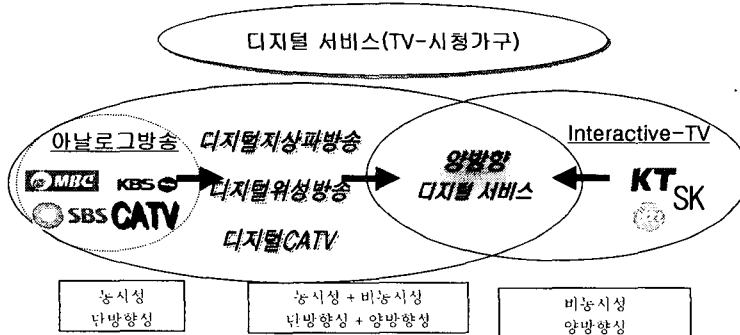 디지털 서비스(TV-시청가구)
아날로그방송
MBC KBS
SBS CATV
디지털지상파방송
디지털위성방송
디지털CATV
양방향
디지털 서비스
Interactive-TV
KT
SK
동시성
단방향성
동시성 + 비동시성
단방향성 + 양방향성
비동시성
양방향성